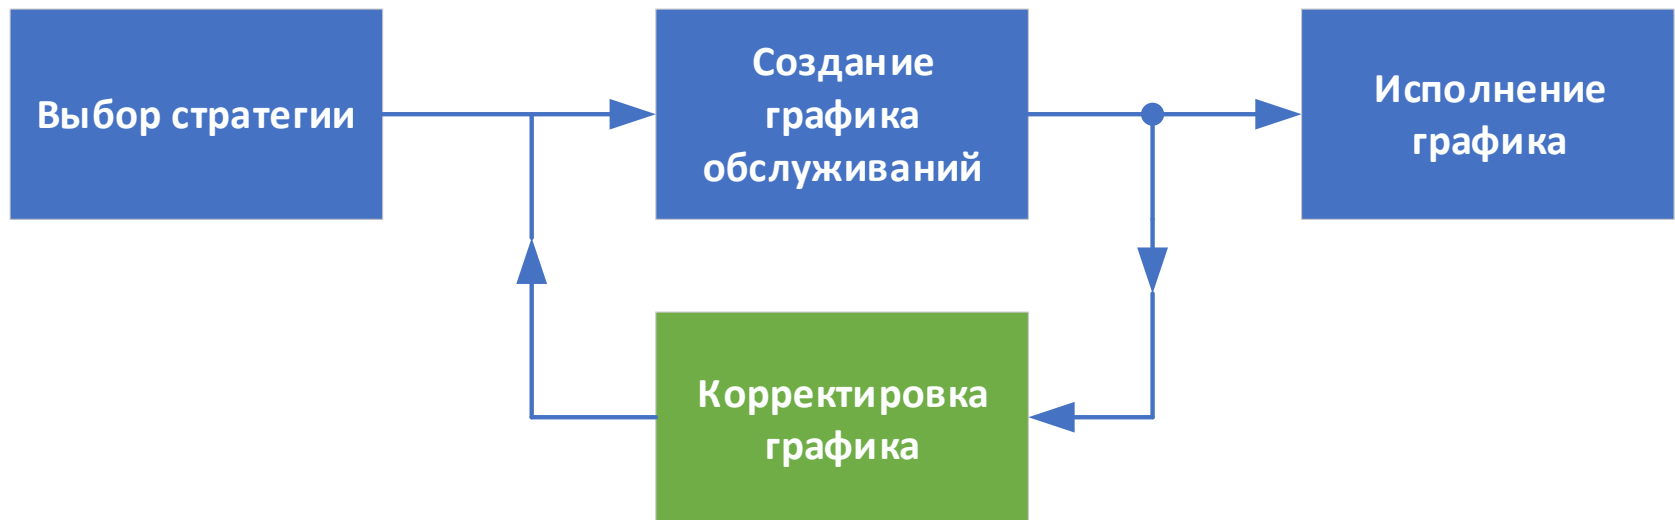 Выбор стратегии
Создание
графика
обслуживаний
Исполнение
графика
Корректировка
графика